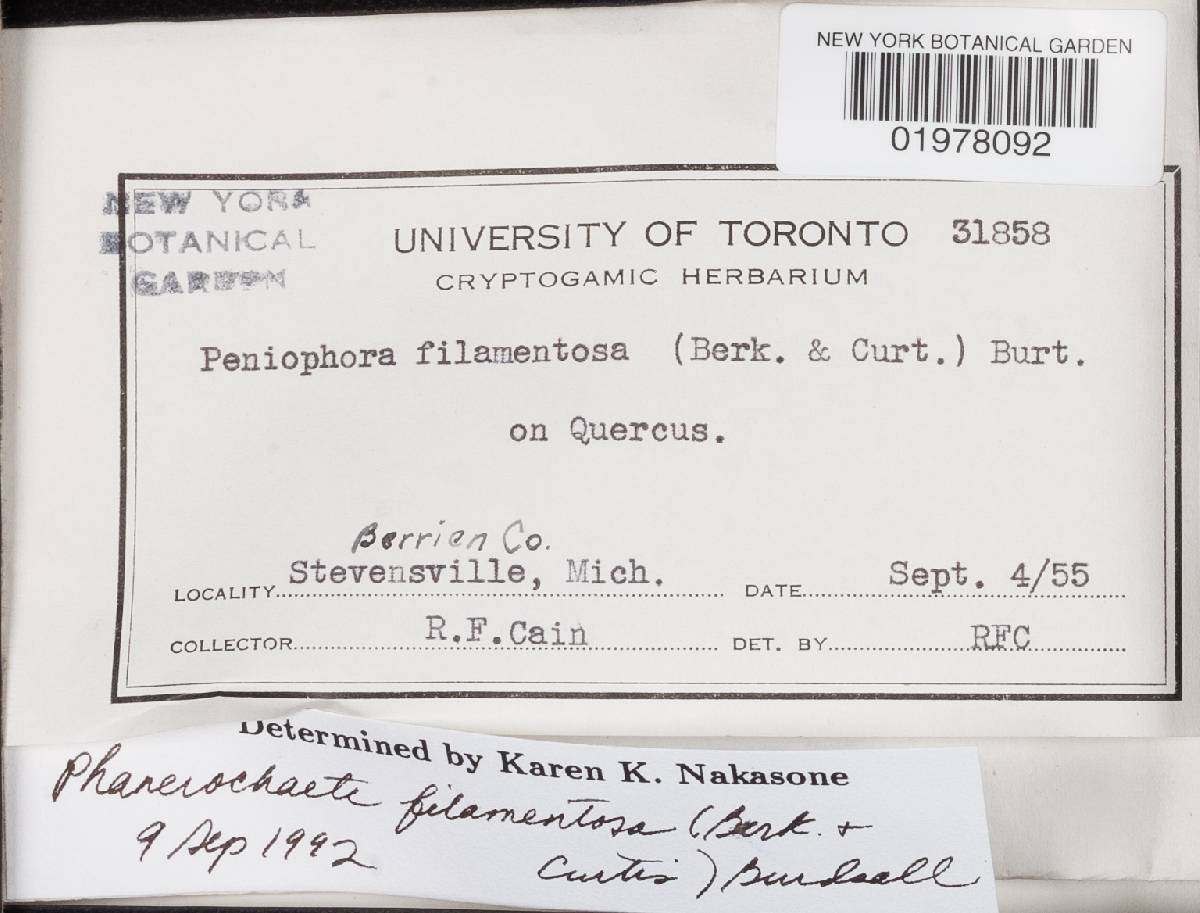 NEW YORK BOTANICAL GARDEN
01978092
NEW YORK
BOTANICAL
GARDEN
UNIVERSITY OF TORONTO 31858
CRYPTOGAMIC HERBARIUM
Peniophora filamentosa (Berk. & Curt.) Burt.
on Quercus.
Berrien Co.
LOCALITY Stevensville, Mich. DATE Sept. 4/55
COLLECTOR R.F.Cain DET. BY RFC
Determined by Karen K. Nakasone
Phanerochaete filamentosa (Berk. +
9 Sep 1992 Curtis) Burdsall